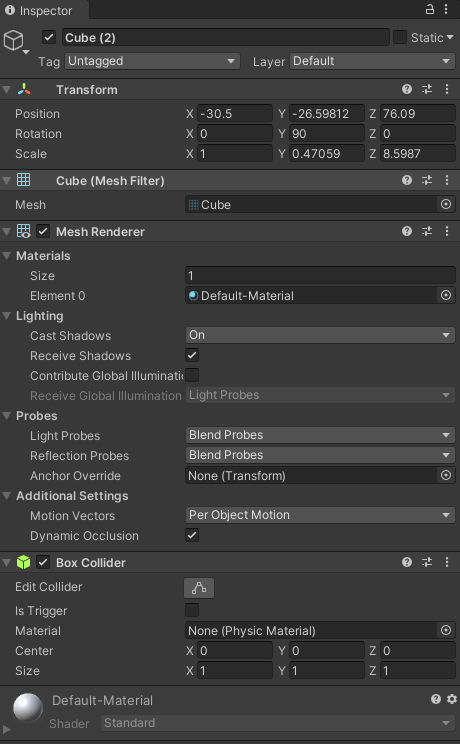 Inspector
Cube (2) Static
Tag Untagged Layer Default
Transform
Position X -30.5 Y -26.59812 Z 76.09
Rotation X 0 Y 90 Z 0
Scale X 1 Y 0.47059 Z 8.5987
Cube (Mesh Filter)
Mesh Cube
Mesh Renderer
Materials
Size 1
Element 0 Default-Material
Lighting
Cast Shadows On
Receive Shadows
Contribute Global Illuminati
Receive Global Illumination Light Probes
Probes
Light Probes Blend Probes
Reflection Probes Blend Probes
Anchor Override None (Transform)
Additional Settings
Motion Vectors Per Object Motion
Dynamic Occlusion
Box Collider
Edit Collider
Is Trigger
Material None (Physic Material)
Center X 0 Y 0 Z 0
Size X 1 Y 1 Z 1
Default-Material
Shader Standard